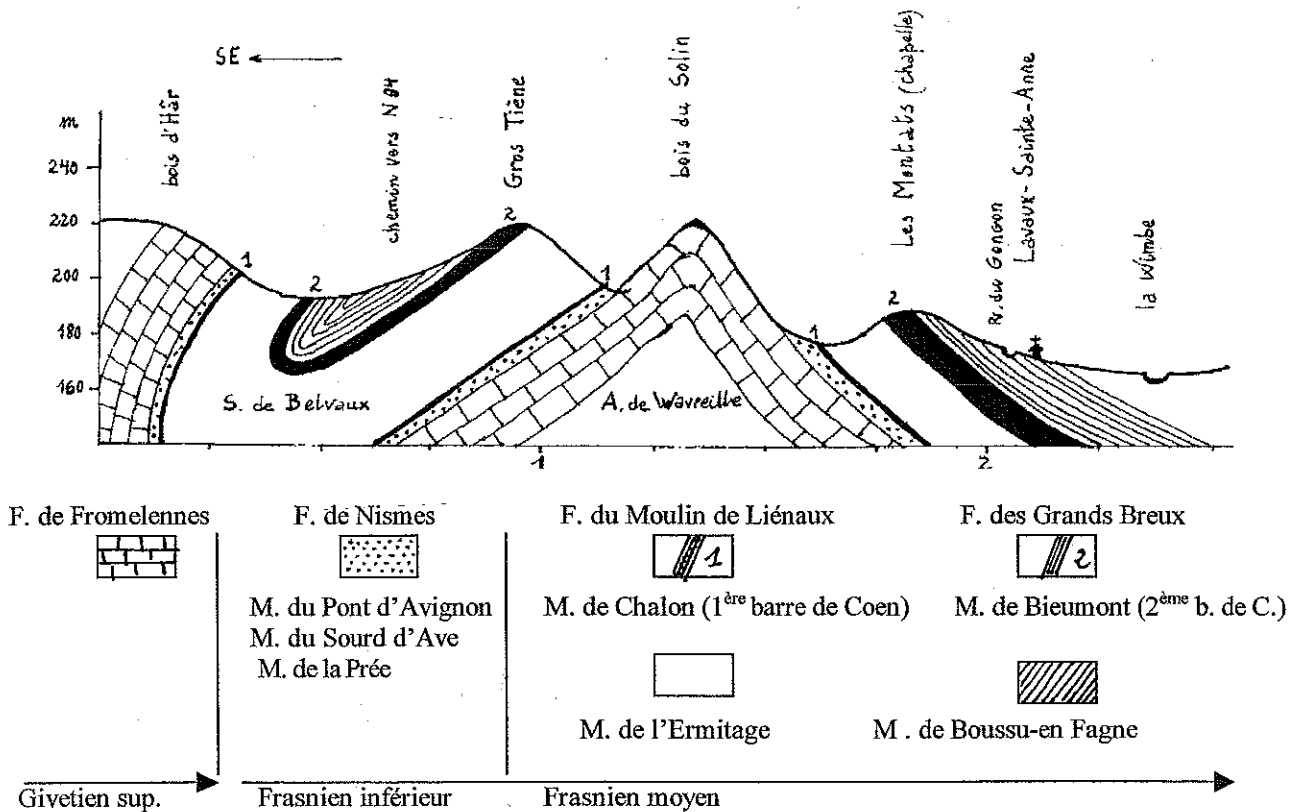 SE
bois d'Hâr
chemin vers N84
Gros Tiène
bois du Solin
Les Montats (chapelle)
Rv. du Gongon
Lavaux-Sainte-Anne
la Wimbe
m
240
220
200
180
160
1
2
2
1
1
2
S. de Belvaux
A. de Wavreille
1
2
F. de Fromelennes
F. de Nismes
F. du Moulin de Liénaux
F. des Grands Breux
1
2
M. du Pont d'Avignon
M. de Chalon (1ère barre de Coen)
M. de Bieumont (2ème b. de C.)
M. du Sourd d'Ave
M. de la Prée
M. de l'Ermitage
M . de Boussu-en Fagne
Givetien sup.
Frasnien inférieur
Frasnien moyen